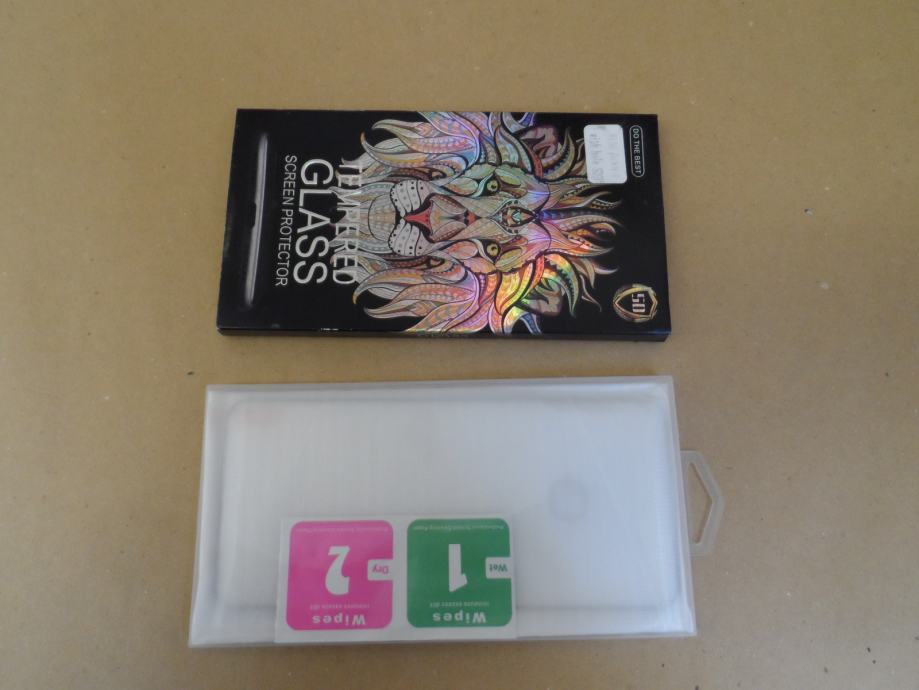 DO THE BEST
5D
TEMPERED
GLASS
SCREEN PROTECTOR
Wipes
1
Wet
Wipes
2
Dry